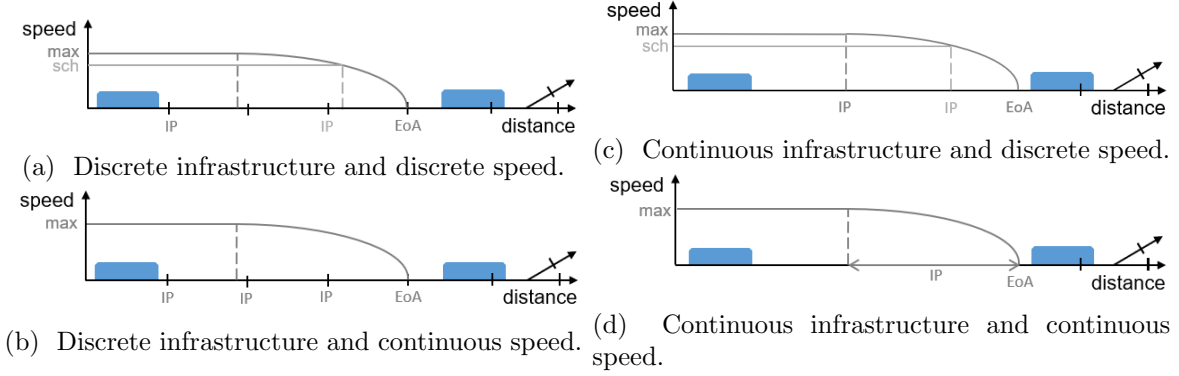 speed
max
sch
IP
IP
EoA
distance
(a) Discrete infrastructure and discrete speed.
speed
max
IP
IP
IP
EoA
distance
(b) Discrete infrastructure and continuous speed.
speed
max
sch
IP
IP
EoA
distance
(c) Continuous infrastructure and discrete speed.
speed
max
IP
EoA
distance
(d) Continuous infrastructure and continuous
speed.